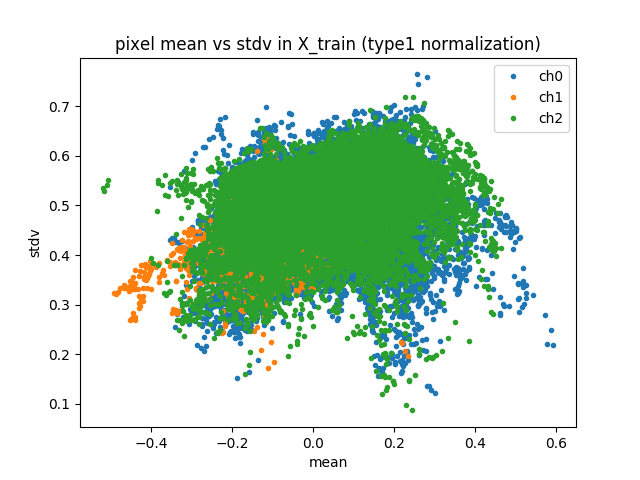 pixel mean vs stdv in X_train (type1 normalization)
ch0
ch1
ch2
0.7
0.6
0.5
0.4
0.3
0.2
0.1
stdv
−0.4 −0.2 0.0 0.2 0.4 0.6
mean